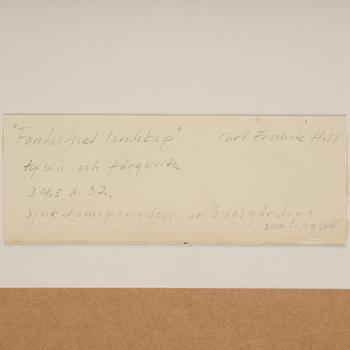 "Fantastiskt landskap" Carl Fredrik Hill
tusch och färgkrita
24,5 x 32.
Sjukdomsperioden ur Bergsgårdens
samlingar